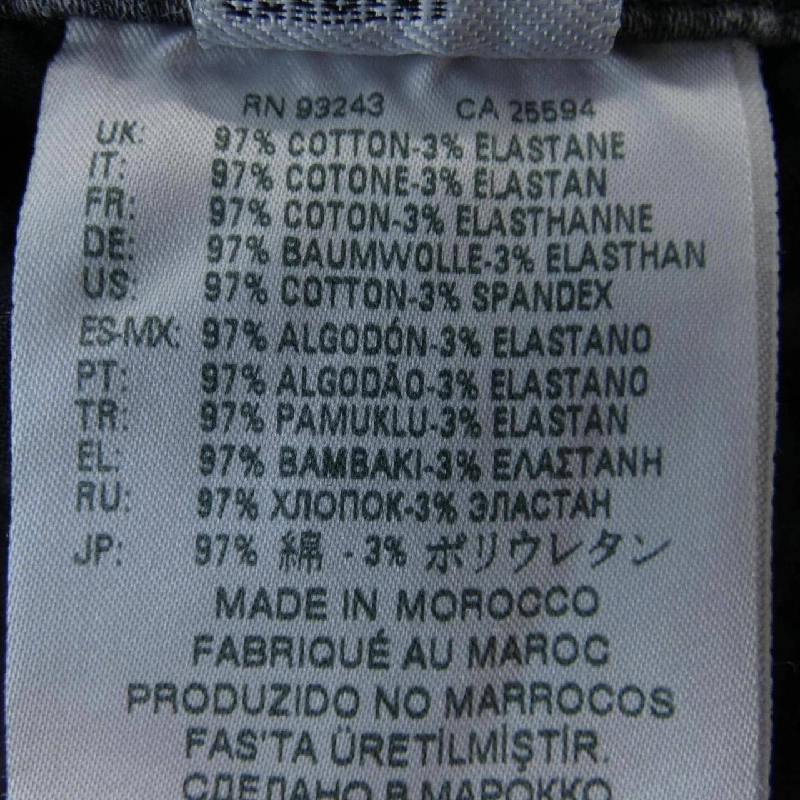 RN 93243 CA 25594
UK: 97% COTTON-3% ELASTANE
IT: 97% COTONE-3% ELASTAN
FR: 97% COTON-3% ELASTHANNE
DE: 97% BAUMWOLLE-3% ELASTHAN
US: 97% COTTON-3% SPANDEX
ES-MX: 97% ALGODÓN-3% ELASTANO
PT: 97% ALGODÃO-3% ELASTANO
TR: 97% PAMUKLU-3% ELASTAN
EL: 97% ΒΑΜΒΑΚΙ-3% ΕΛΑΣΤΑΝΗ
RU: 97% ХЛОПОК-3% ЭЛАСТАН
JP: 97% 綿 - 3% ポリウレタン
MADE IN MOROCCO
FABRIQUÉ AU MAROC
PRODUZIDO NO MARROCOS
FAS'TA ÜRETİLMİŞTİR.
СДЕЛАНО В МАРОККО